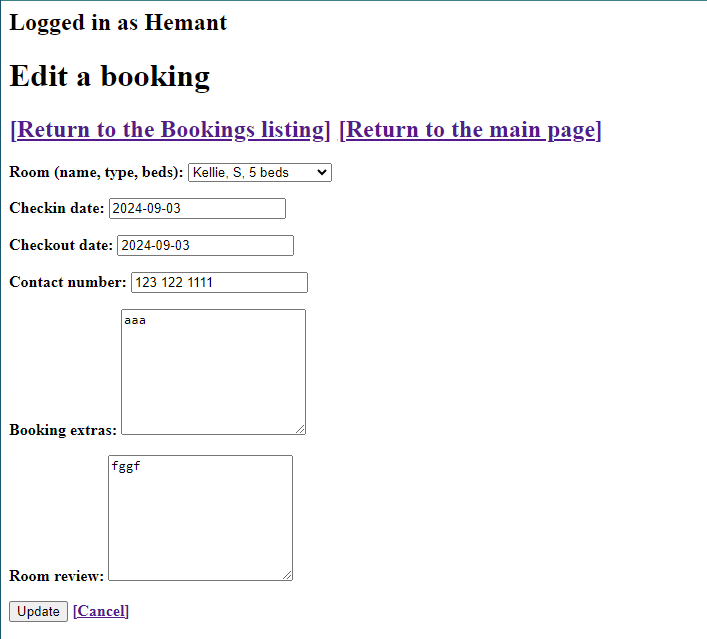 Logged in as Hemant
Edit a booking
[Return to the Bookings listing] [Return to the main page]
Room (name, type, beds): Kellie, S, 5 beds
Checkin date: 2024-09-03
Checkout date: 2024-09-03
Contact number: 123 122 1111
aaa
Booking extras:
fggf
Room review:
Update [Cancel]